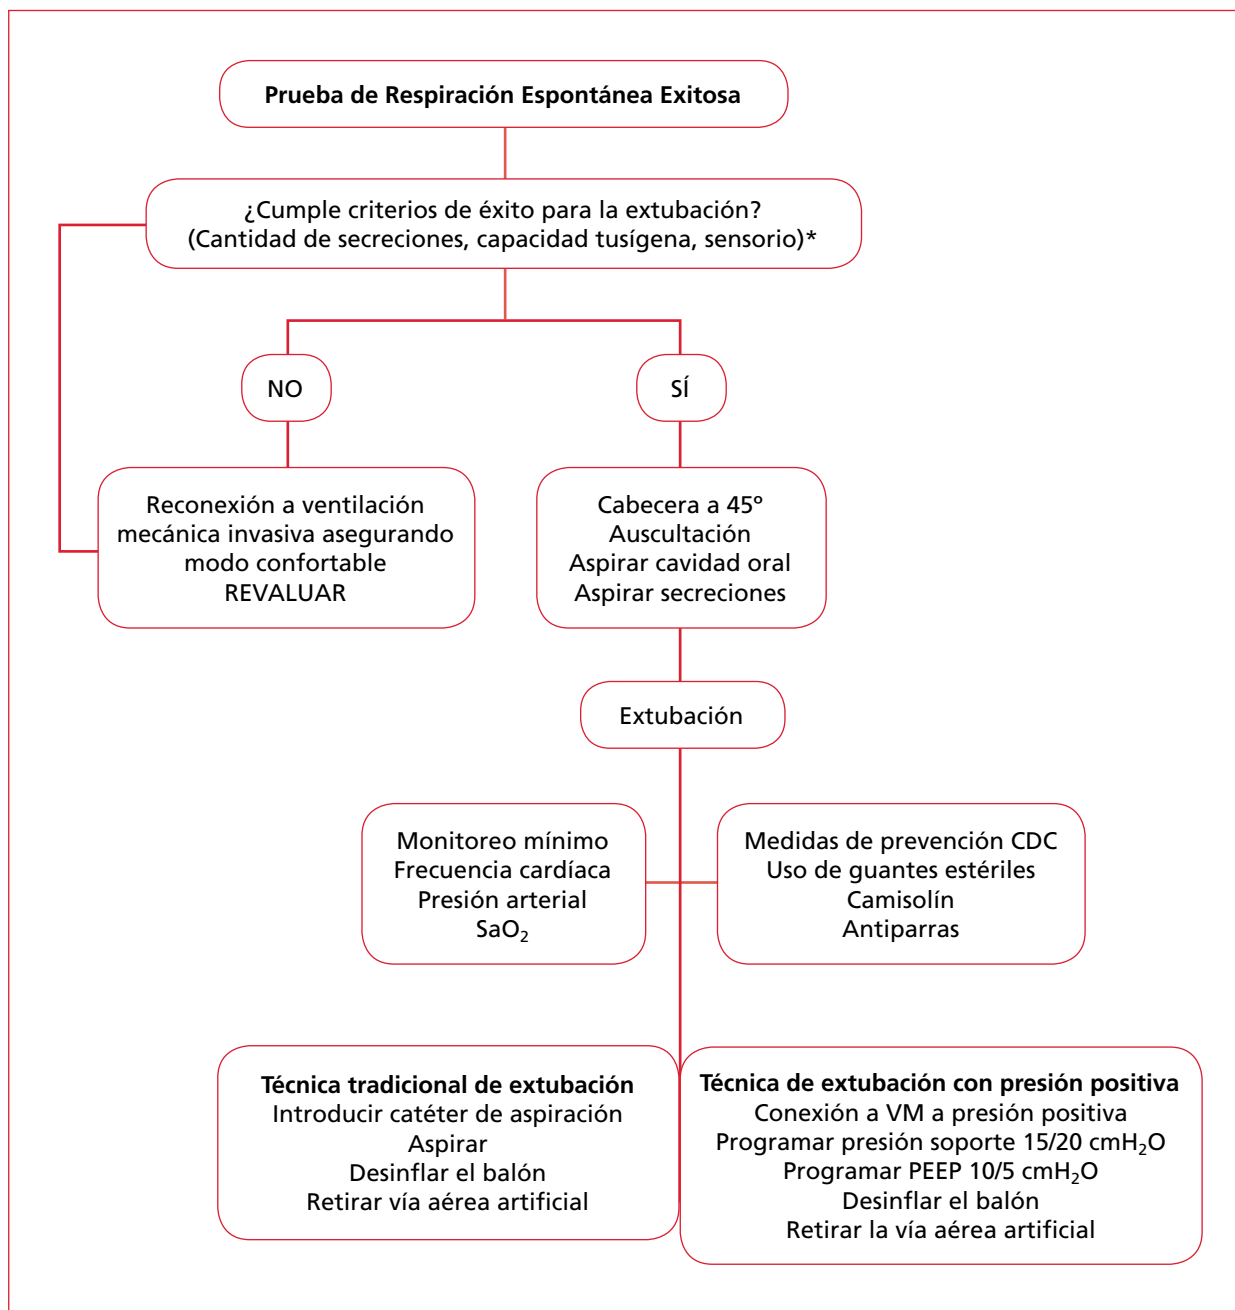 Prueba de Respiración Espontánea Exitosa
¿Cumple criterios de éxito para la extubación?
(Cantidad de secreciones, capacidad tusígena, sensorio)*
NO
SÍ
Reconexión a ventilación
mecánica invasiva asegurando
modo confortable
REVALUAR
Cabecera a 45º
Auscultación
Aspirar cavidad oral
Aspirar secreciones
Extubación
Monitoreo mínimo
Frecuencia cardíaca
Presión arterial
SaO₂
Medidas de prevención CDC
Uso de guantes estériles
Camisolín
Antiparras
Técnica tradicional de extubación
Introducir catéter de aspiración
Aspirar
Desinflar el balón
Retirar vía aérea artificial
Técnica de extubación con presión positiva
Conexión a VM a presión positiva
Programar presión soporte 15/20 cmH₂O
Programar PEEP 10/5 cmH₂O
Desinflar el balón
Retirar la vía aérea artificial